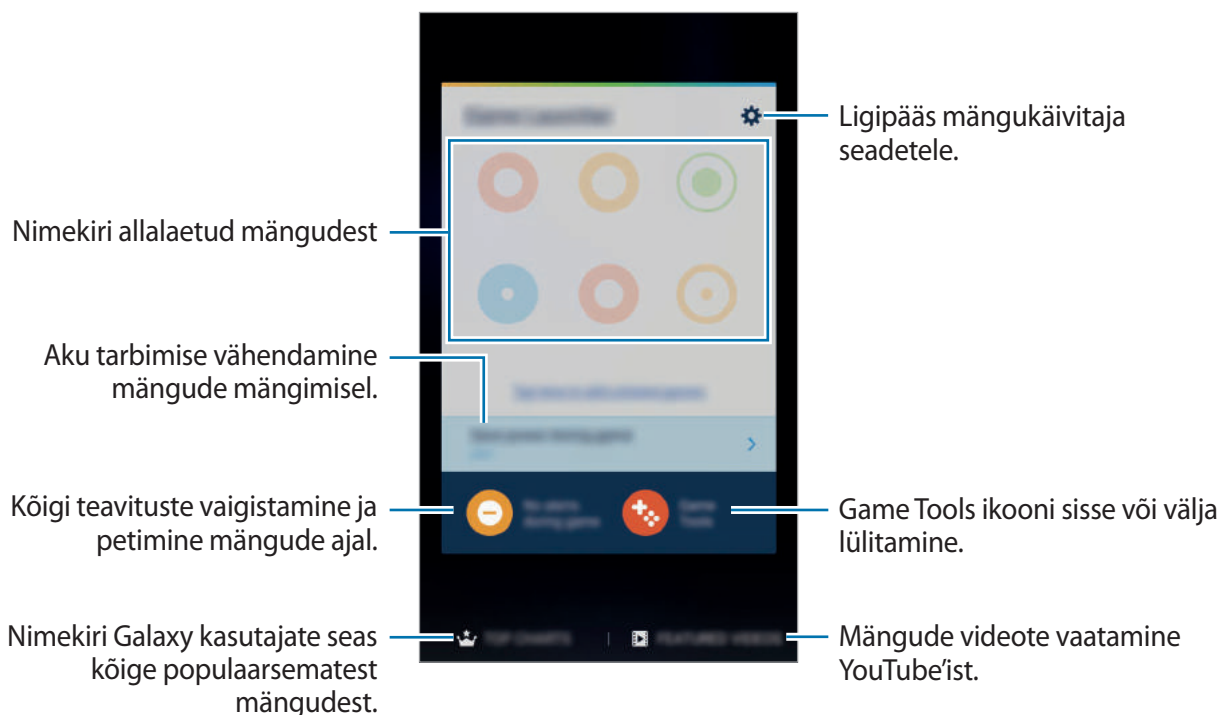 Ligipääs mängukäivitaja
seadetele.
Nimekiri allalaetud mängudest
Aku tarbimise vähendamine
mängude mängimisel.
Kõigi teavituste vaigistamine ja
petimine mängude ajal.
Game Tools ikooni sisse või välja
lülitamine.
Nimekiri Galaxy kasutajate seas
kõige populaarsematest
mängudest.
Mängude videote vaatamine
YouTube’ist.